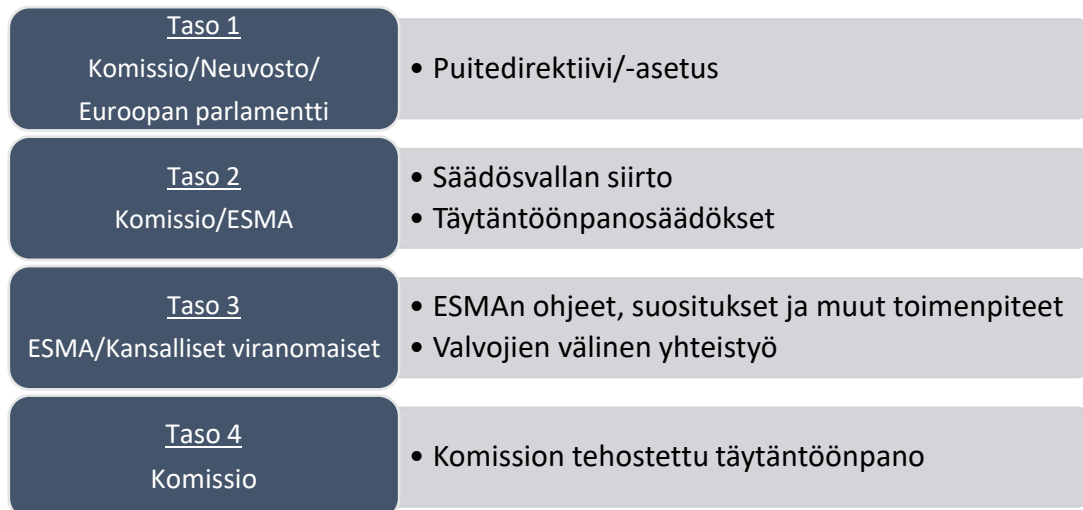 Taso 1
Komissio/Neuvosto/
Euroopan parlamentti
• Puitedirektiivi/-asetus
Taso 2
Komissio/ESMA
• Säädösvallan siirto
• Täytäntöönpanosäädökset
Taso 3
ESMA/Kansalliset viranomaiset
• ESMAn ohjeet, suositukset ja muut toimenpiteet
• Valvojien välinen yhteistyö
Taso 4
Komissio
• Komission tehostettu täytäntöönpano